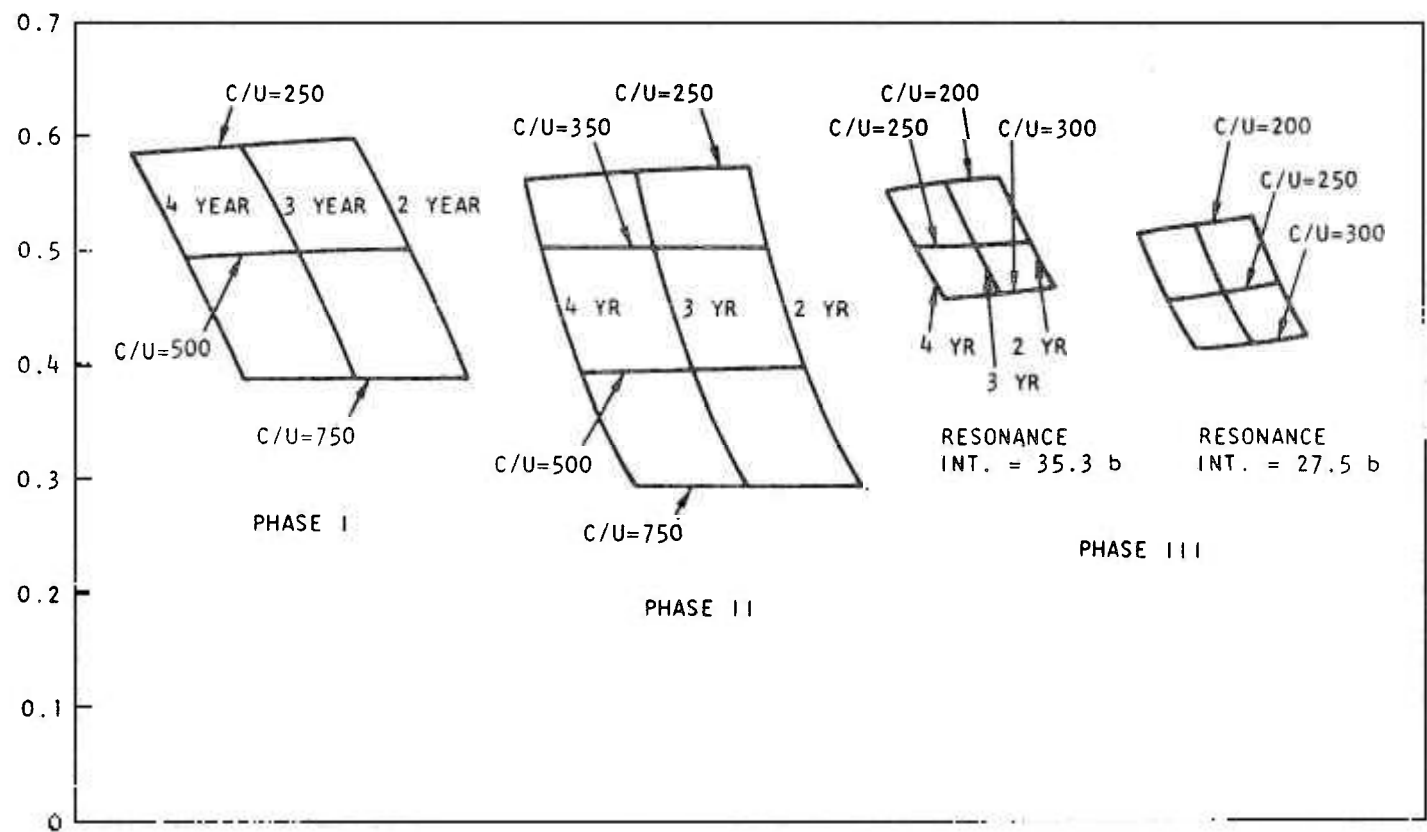 0.7
0.6
0.5
0.4
0.3
0.2
0.1
0
C/U=250
4 YEAR
3 YEAR
2 YEAR
C/U=500
C/U=750
PHASE I
C/U=250
C/U=350
4 YR
3 YR
2 YR
C/U=500
C/U=750
PHASE II
C/U=200
C/U=250
C/U=300
4 YR
2 YR
3 YR
RESONANCE
INT. = 35.3 b
C/U=200
C/U=250
C/U=300
RESONANCE
INT. = 27.5 b
PHASE III